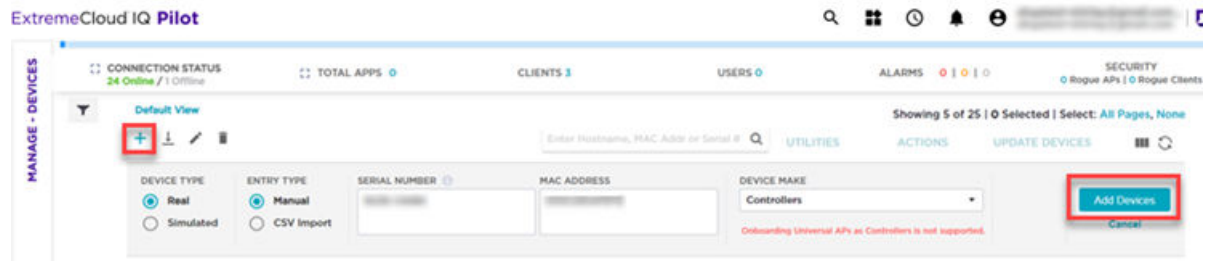 ExtremeCloud IQ Pilot
MANAGE - DEVICES
CONNECTION STATUS
24 Online / 1 Offline
TOTAL APPS 0
CLIENTS 3
USERS 0
ALARMS 0 | 0 | 0
SECURITY
0 Rogue APs | 0 Rogue Clients
Default View
Showing 5 of 25 | 0 Selected | Select: All Pages, None
Enter Hostname, MAC Addr or Serial #
UTILITIES
ACTIONS
UPDATE DEVICES
DEVICE TYPE
ENTRY TYPE
SERIAL NUMBER
MAC ADDRESS
DEVICE MAKE
Real
Manual
Controllers
Add Devices
Simulated
CSV Import
Onboarding Universal APs as Controllers is not supported.
Cancel